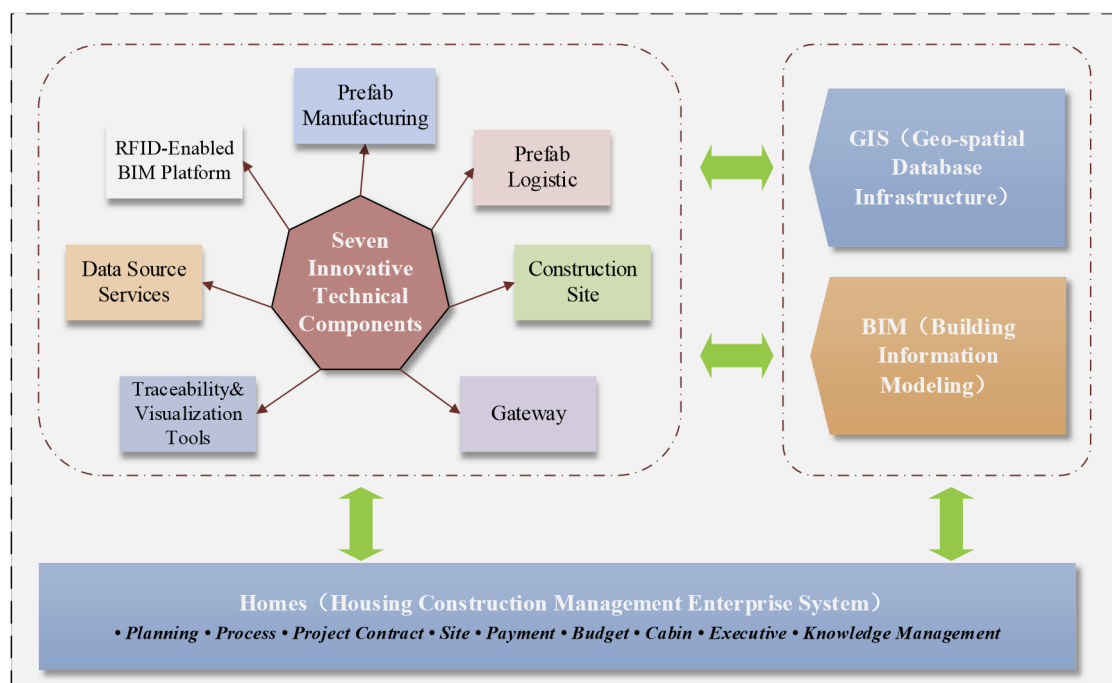 Prefab
Manufacturing
RFID-Enabled
BIM Platform
Prefab
Logistic
Data Source
Services
Seven
Innovative
Technical
Components
Construction
Site
Traceability&
Visualization
Tools
Gateway
GIS（Geo-spatial
Database
Infrastructure）
BIM（Building
Information
Modeling）
Homes（Housing Construction Management Enterprise System）
• Planning • Process • Project Contract • Site • Payment • Budget • Cabin • Executive • Knowledge Management